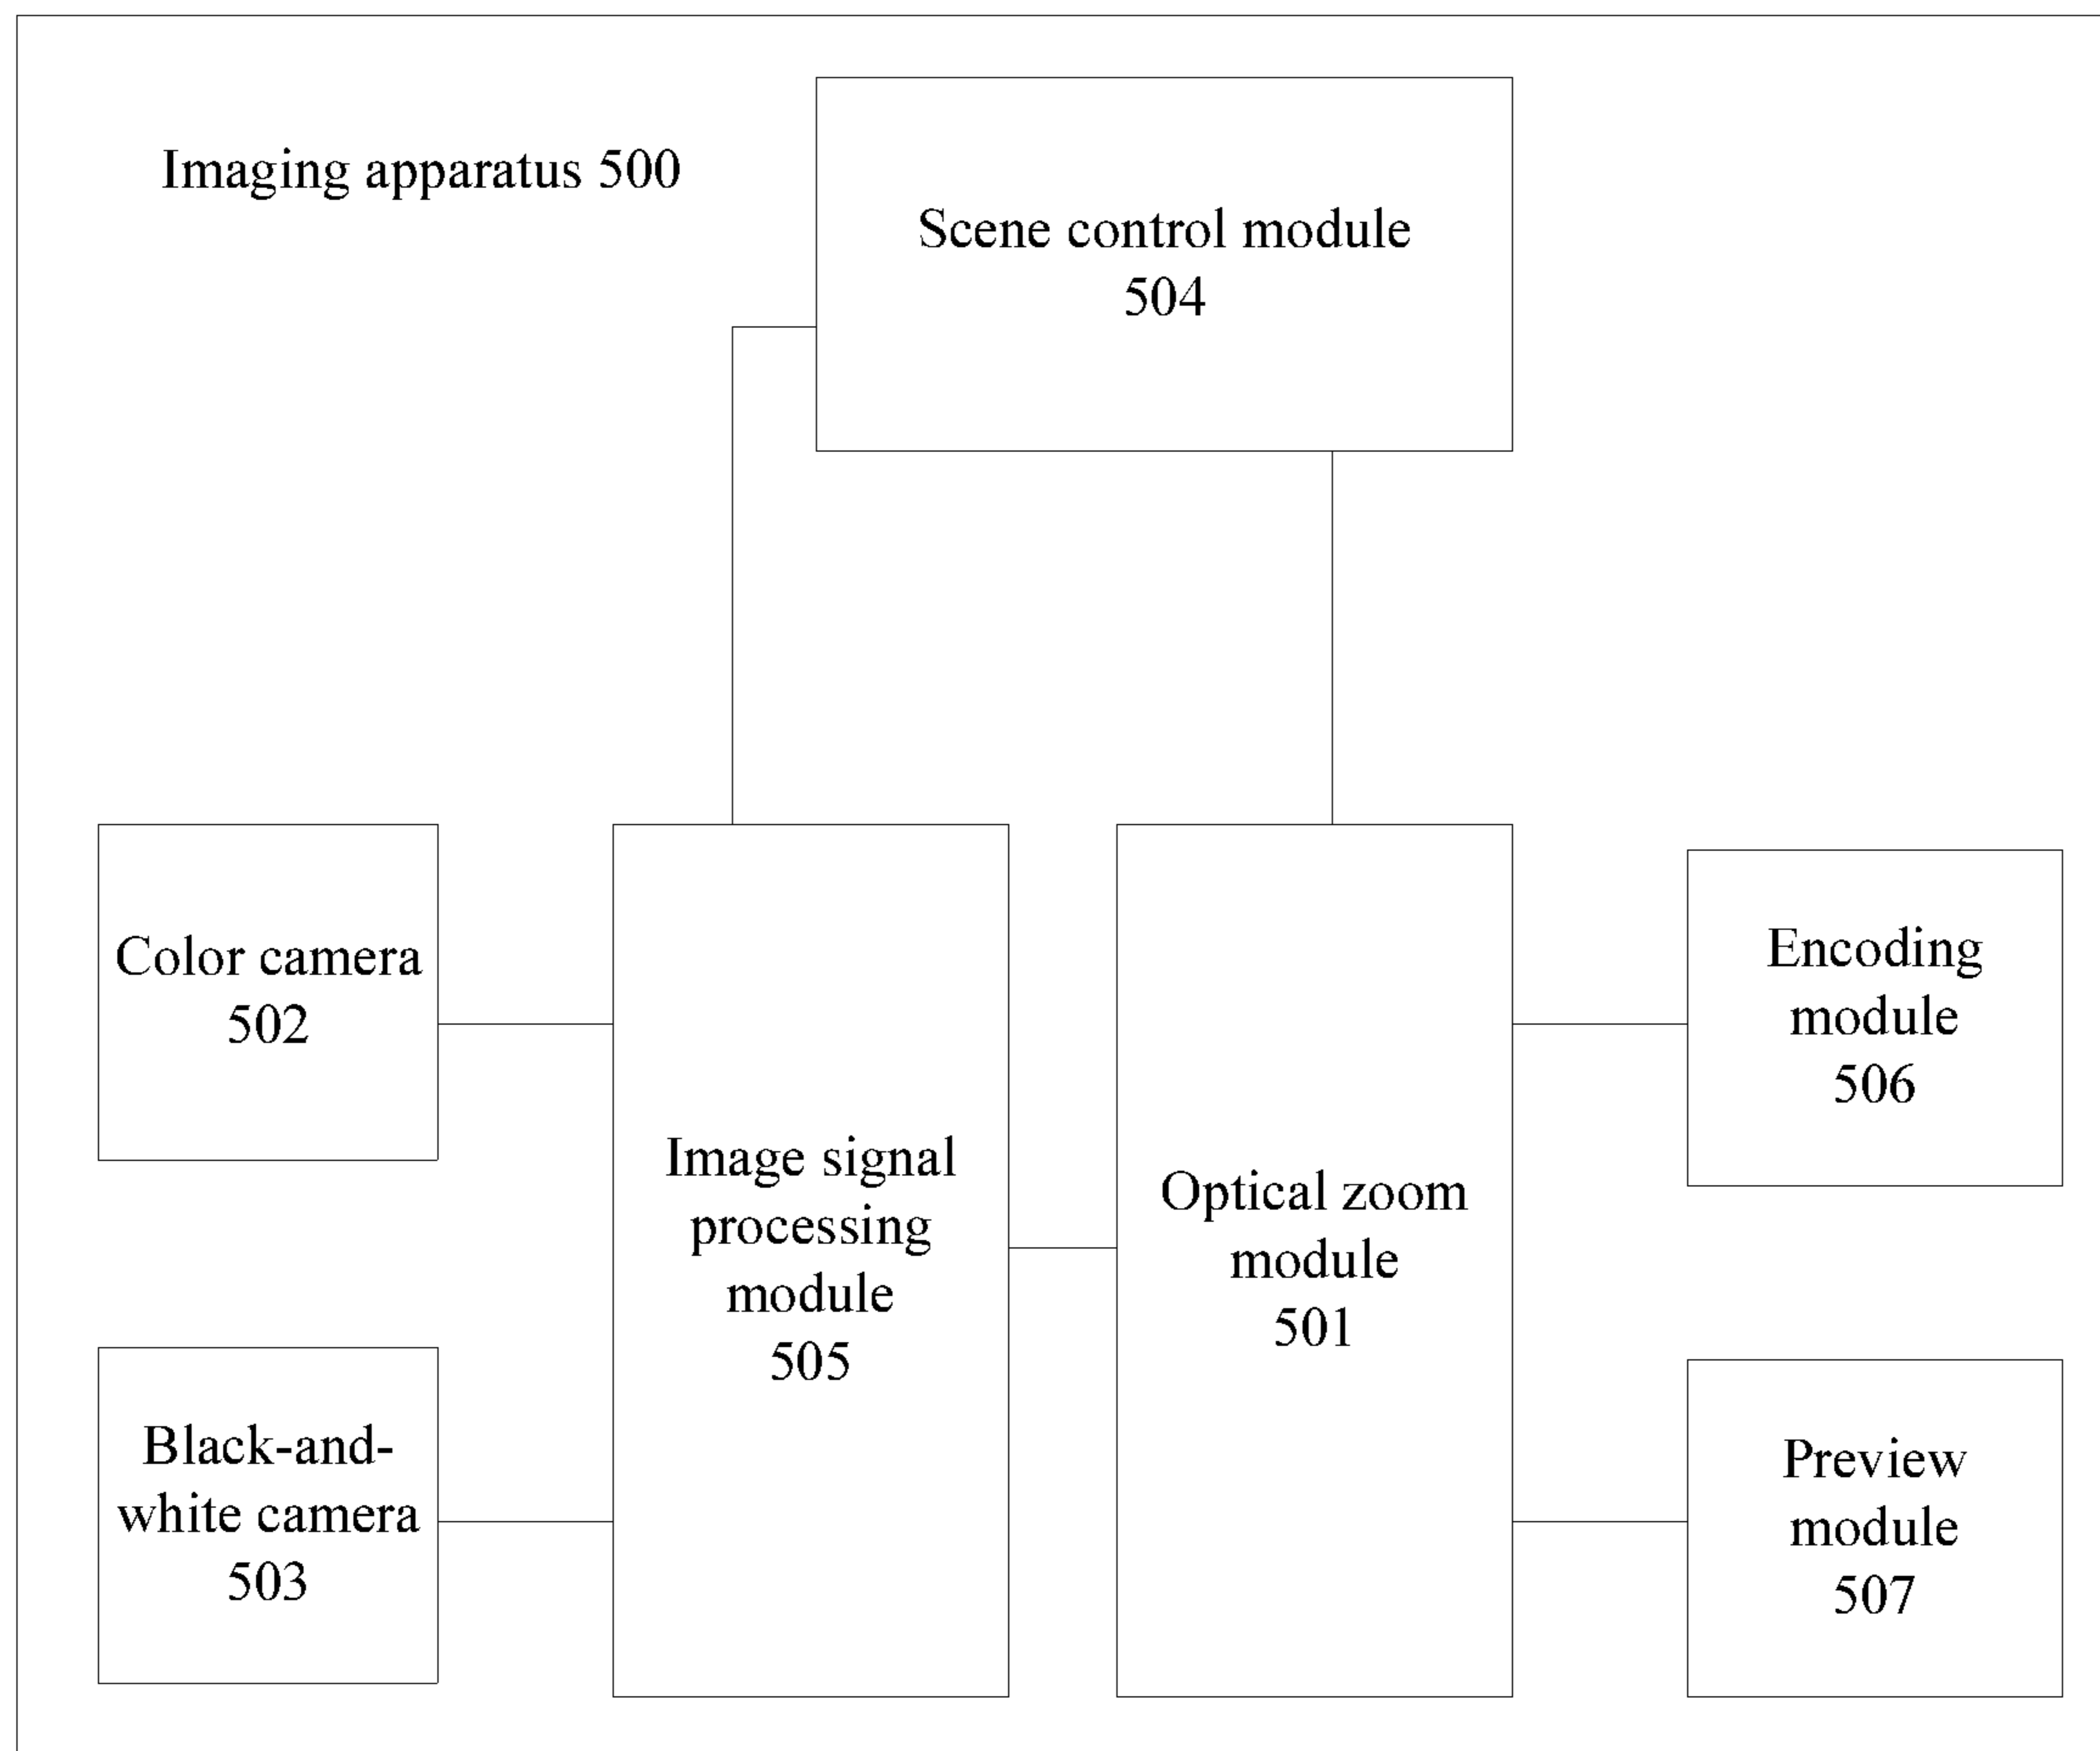 Imaging apparatus 500
Scene control module
504
Color camera
502
Black-and-
white camera
503
Image signal
processing
module
505
Optical zoom
module
501
Encoding
module
506
Preview
module
507